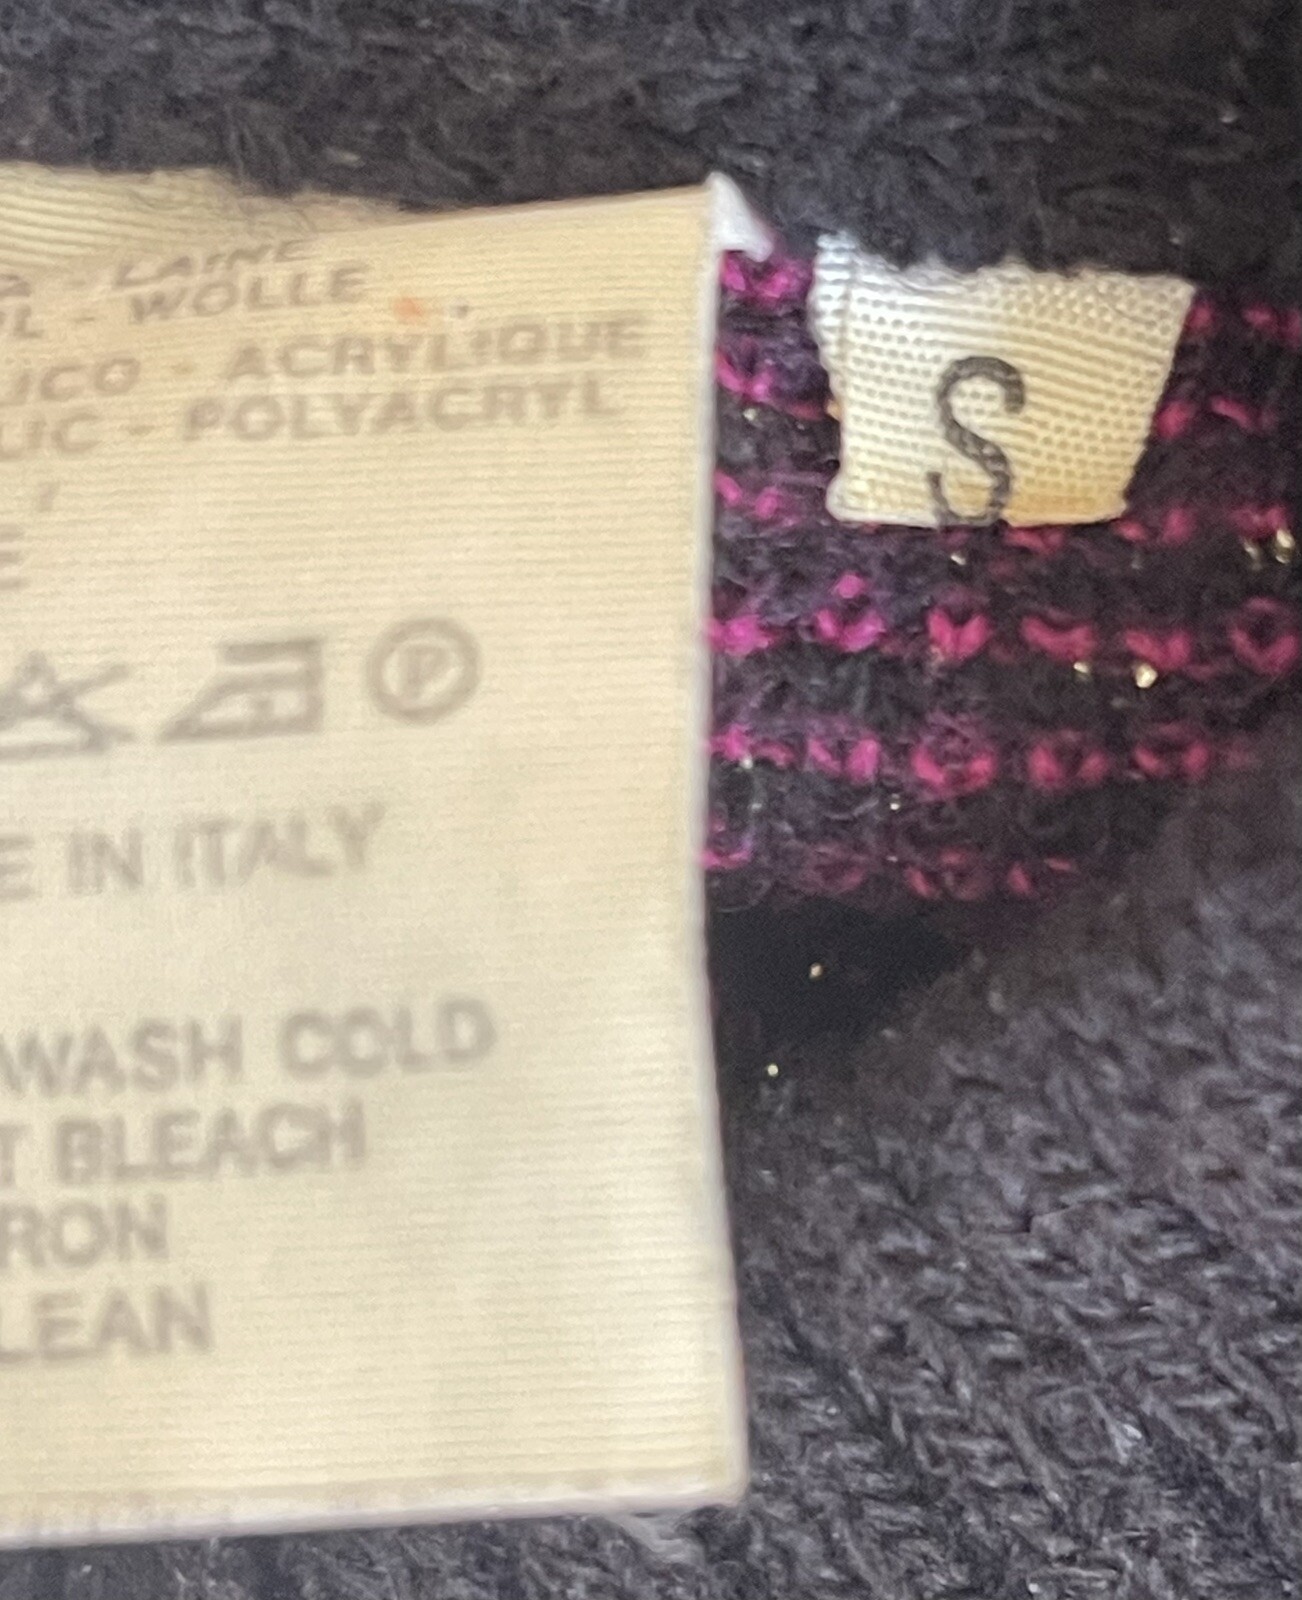 LAINE
- WOLLE
- ACRYLIQUE
- POLYACRYL
E IN ITALY
WASH COLD
T BLEACH
RON
LEAN
S